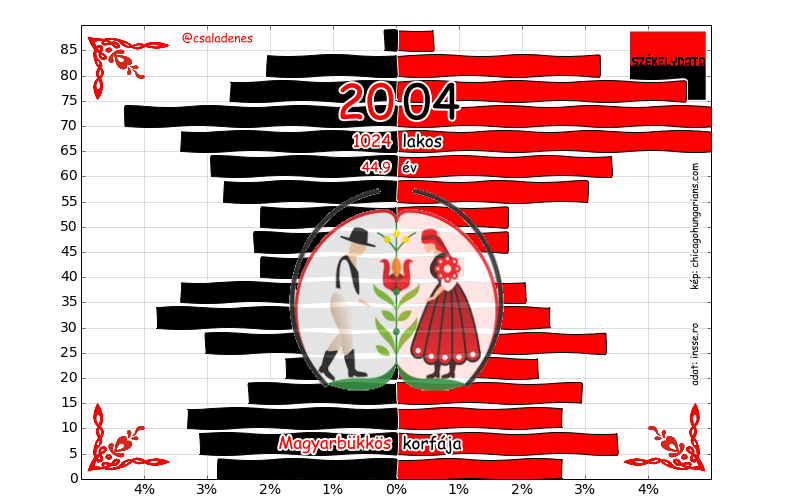 @csaladenes
SZÉKELYDATA
2004
1024 lakos
44.9 év
kép: chicagohungarians.com
adat: insse.ro
Magyarbükkös korfája
85
80
75
70
65
60
55
50
45
40
35
30
25
20
15
10
5
0
4% 3% 2% 1% 0% 1% 2% 3% 4%